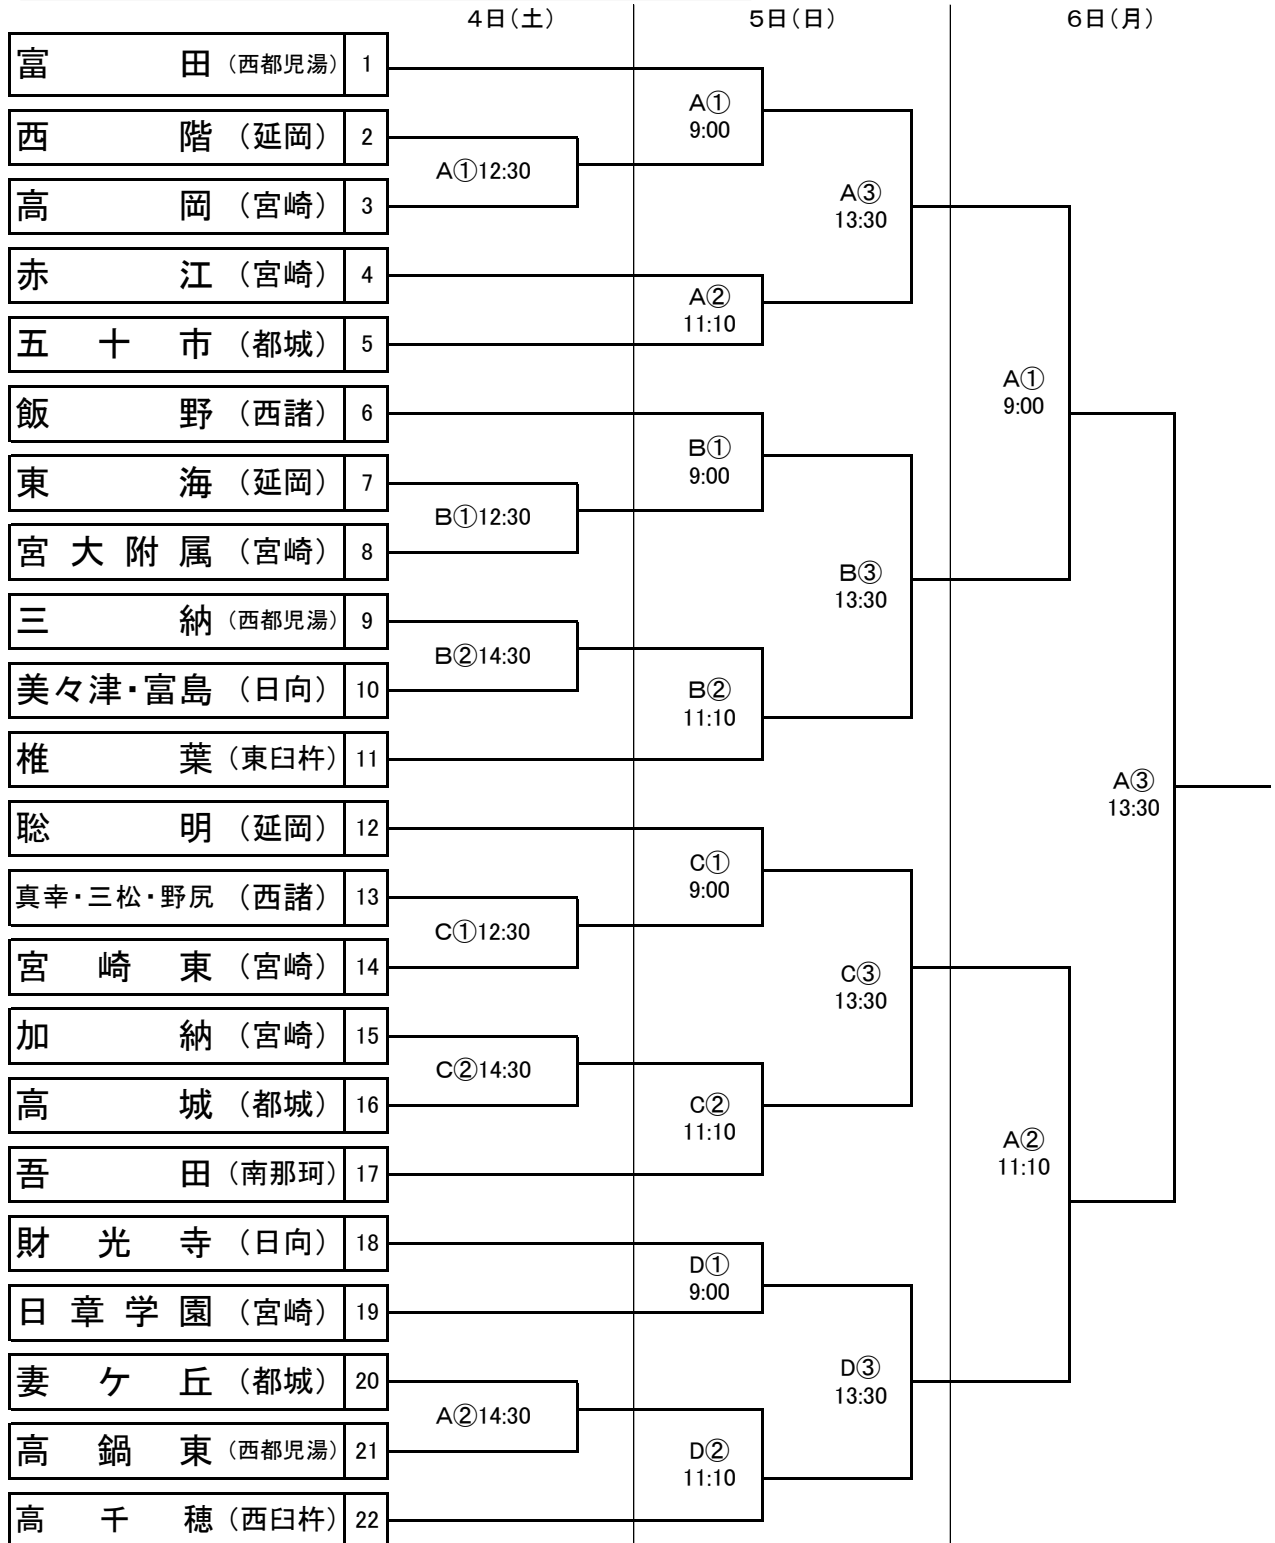 4日（土） 5日（日） 6日（月）
富田（西都児湯） 1
西階（延岡） 2
高岡（宮崎） 3
赤江（宮崎） 4
五十市（都城） 5
飯野（西諸） 6
東海（延岡） 7
宮大附属（宮崎） 8
三納（西都児湯） 9
美々津・富島（日向） 10
椎葉（東臼杵） 11
聡明（延岡） 12
真幸・三松・野尻（西諸） 13
宮崎東（宮崎） 14
加納（宮崎） 15
高城（都城） 16
吾田（南那珂） 17
財光寺（日向） 18
日章学園（宮崎） 19
妻ケ丘（都城） 20
高鍋東（西都児湯） 21
高千穂（西臼杵） 22
A①12:30
B①12:30
B②14:30
C①12:30
C②14:30
A②14:30
A①
9:00
A②
11:10
B①
9:00
B②
11:10
C①
9:00
C②
11:10
D①
9:00
D②
11:10
A③
13:30
B③
13:30
C③
13:30
D③
13:30
A①
9:00
A②
11:10
A③
13:30